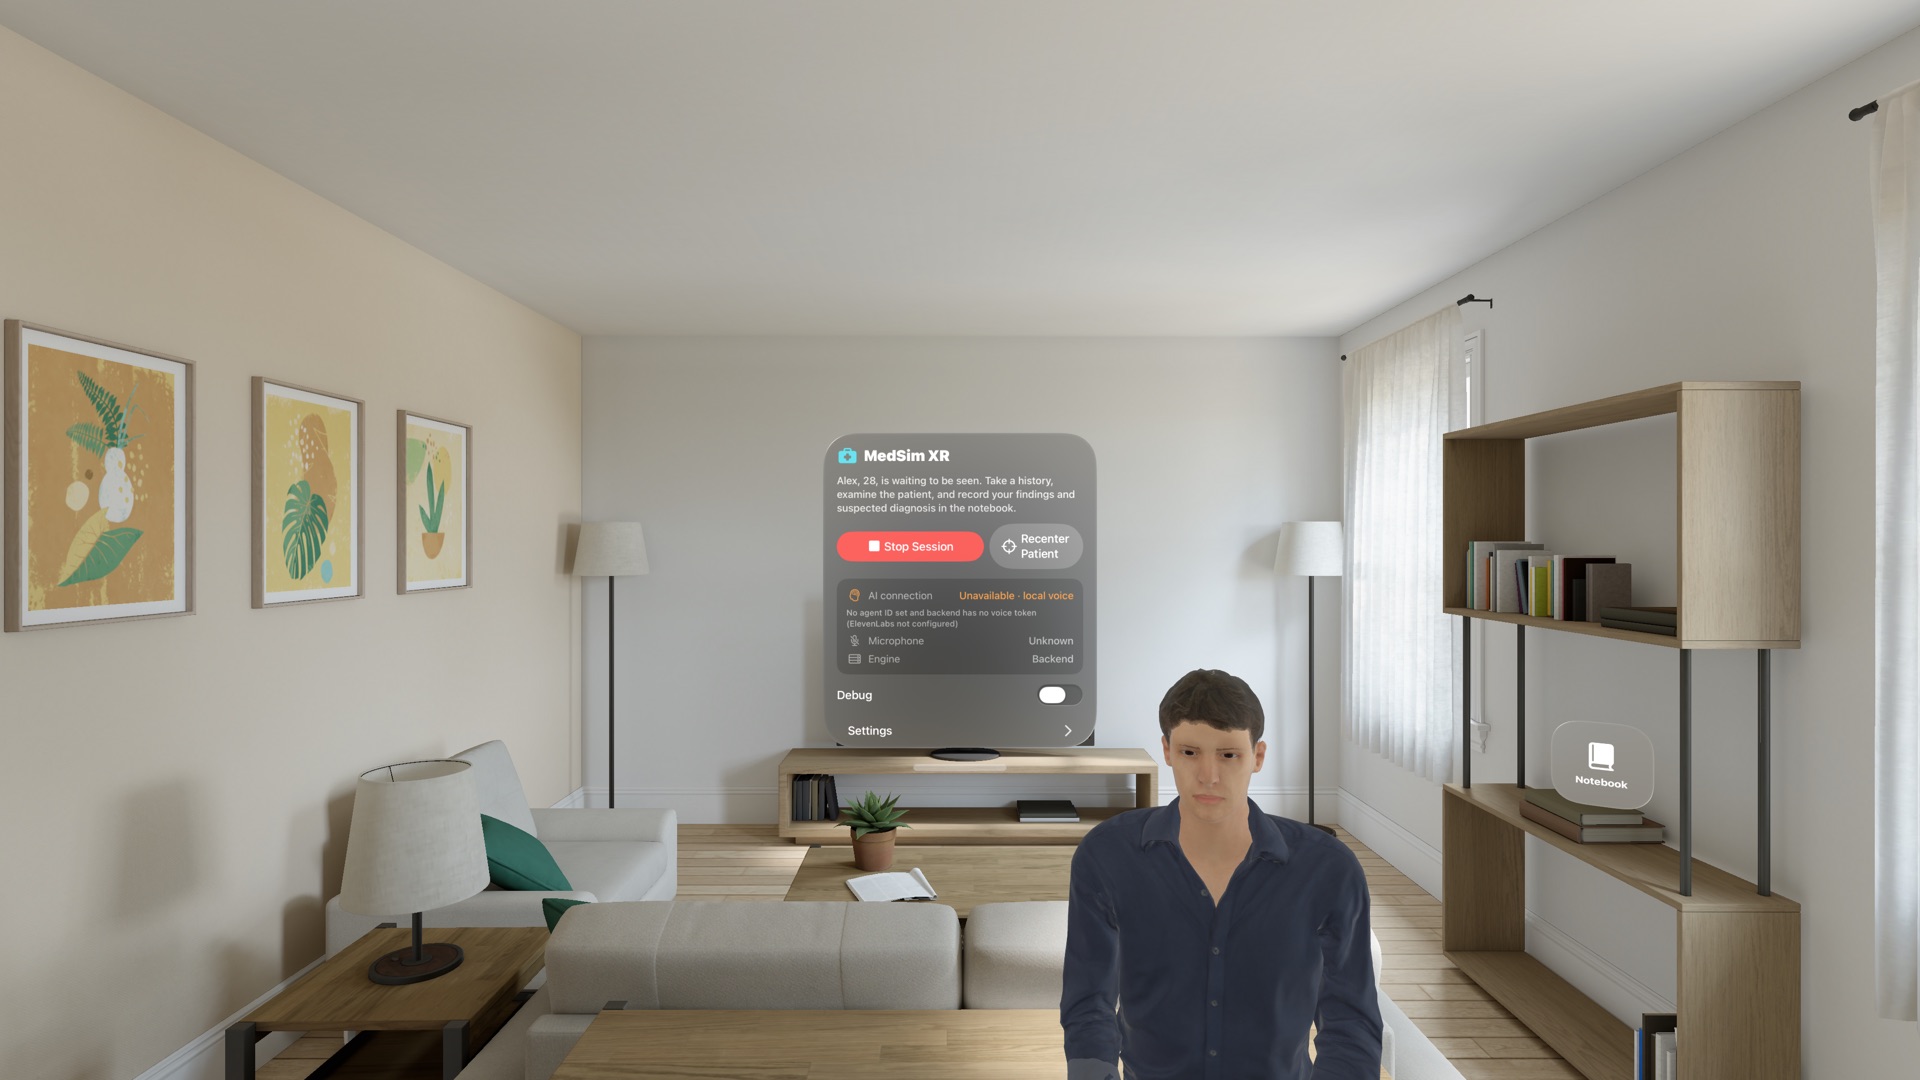 MedSim XR
Alex, 28, is waiting to be seen. Take a history,
examine the patient, and record your findings and
suspected diagnosis in the notebook.
Stop Session
Recenter
Patient
AI connection
Unavailable · local voice
No agent ID set and backend has no voice token
(ElevenLabs not configured)
Microphone
Unknown
Engine
Backend
Debug
Settings
Notebook